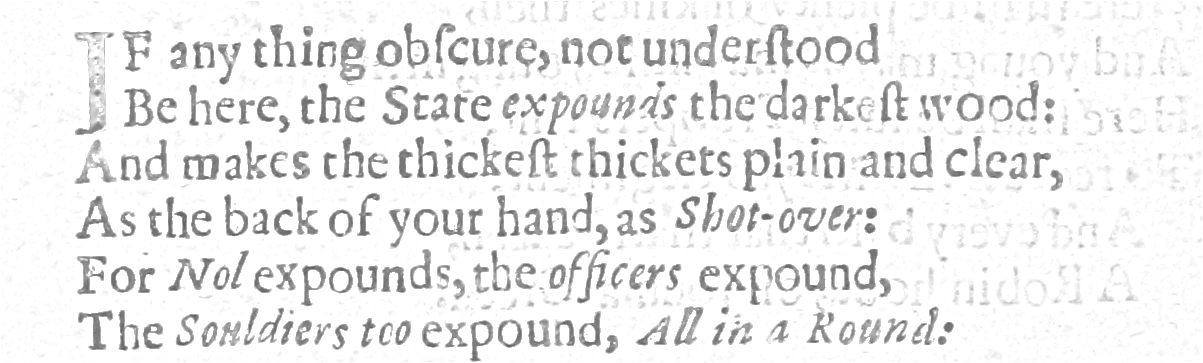 IF any thing obſcure, not underſtood
Be here, the State expounds the darkeſt wood:
And makes the thickeſt thickets plain and clear,
As the back of your hand, as Shot-over:
For Nol expounds, the officers expound,
The Souldiers too expound, All in a Round: